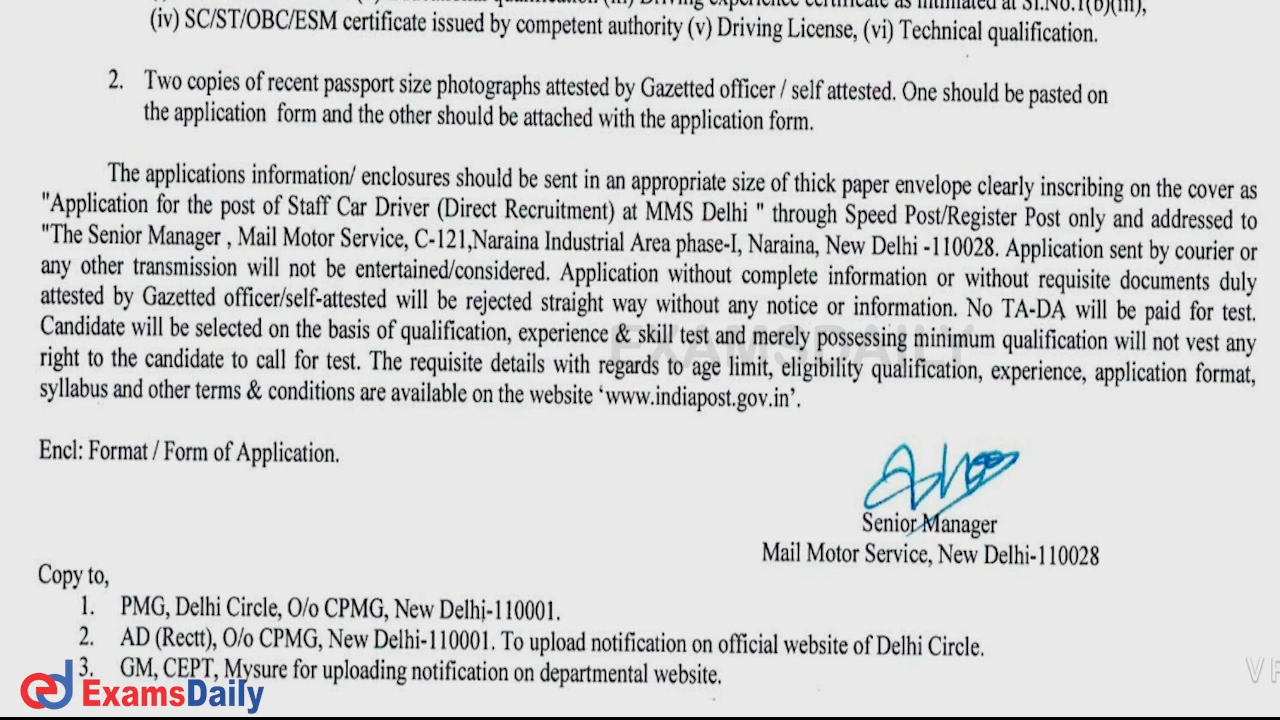 (iv) SC/ST/OBC/ESM certificate issued by competent authority (v) Driving License, (vi) Technical qualification.
2. Two copies of recent passport size photographs attested by Gazetted officer / self attested. One should be pasted on
the application form and the other should be attached with the application form.
The applications information/ enclosures should be sent in an appropriate size of thick paper envelope clearly inscribing on the cover as
"Application for the post of Staff Car Driver (Direct Recruitment) at MMS Delhi " through Speed Post/Register Post only and addressed to
"The Senior Manager , Mail Motor Service, C-121,Naraina Industrial Area phase-I, Naraina, New Delhi -110028. Application sent by courier or
any other transmission will not be entertained/considered. Application without complete information or without requisite documents duly
attested by Gazetted officer/self-attested will be rejected straight way without any notice or information. No TA-DA will be paid for test.
Candidate will be selected on the basis of qualification, experience & skill test and merely possessing minimum qualification will not vest any
right to the candidate to call for test. The requisite details with regards to age limit, eligibility qualification, experience, application format,
syllabus and other terms & conditions are available on the website ‘www.indiapost.gov.in’.
EXAMSDAILY
Encl: Format / Form of Application.
Senior Manager
Mail Motor Service, New Delhi-110028
Copy to,
1. PMG, Delhi Circle, O/o CPMG, New Delhi-110001.
2. AD (Rectt), O/o CPMG, New Delhi-110001. To upload notification on official website of Delhi Circle.
3. GM, CEPT, Mysure for uploading notification on departmental website.
ExamsDaily